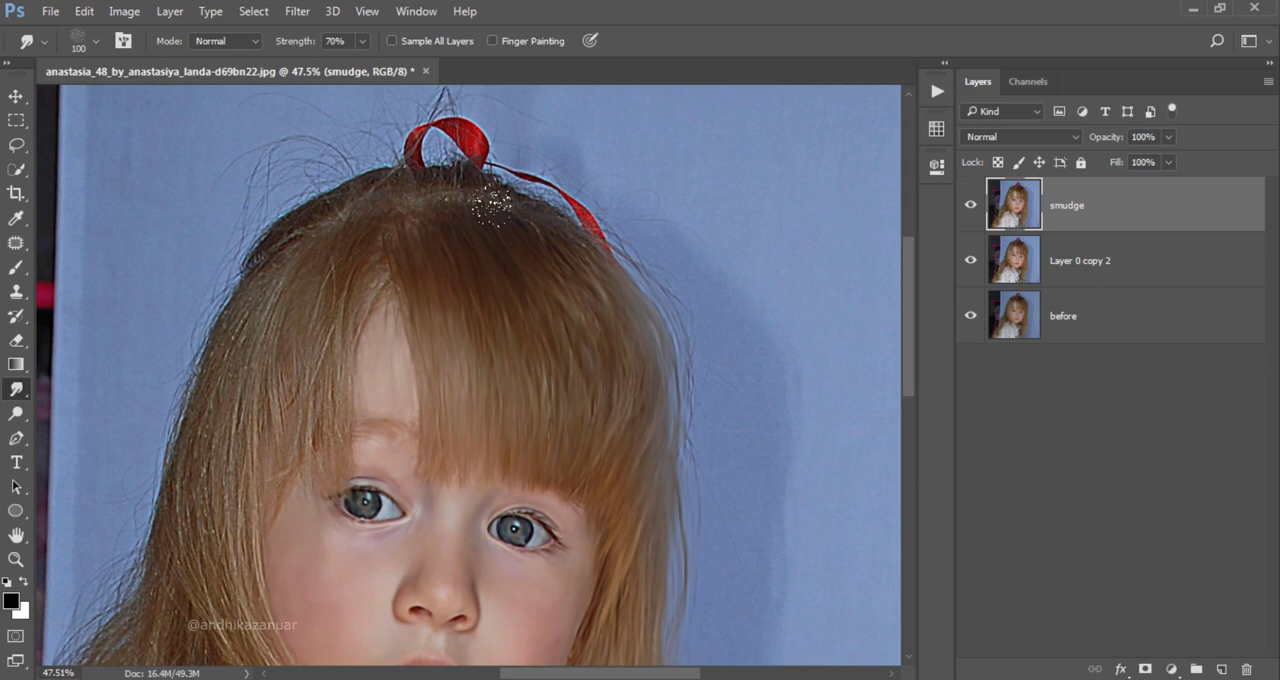 Ps File Edit Image Layer Type Select Filter 3D View Window Help
100 Mode: Normal Strength: 70% Sample All Layers Finger Painting
anastasia_48_by_anastasiya_landa-d69bn22.jpg @ 47.5% (smudge, RGB/8) *
Layers Channels
Kind
Normal Opacity: 100%
Lock: Fill: 100%
smudge
Layer 0 copy 2
before
@andhikazanuar
47.51% Doc: 16.4M/49.3M
fx